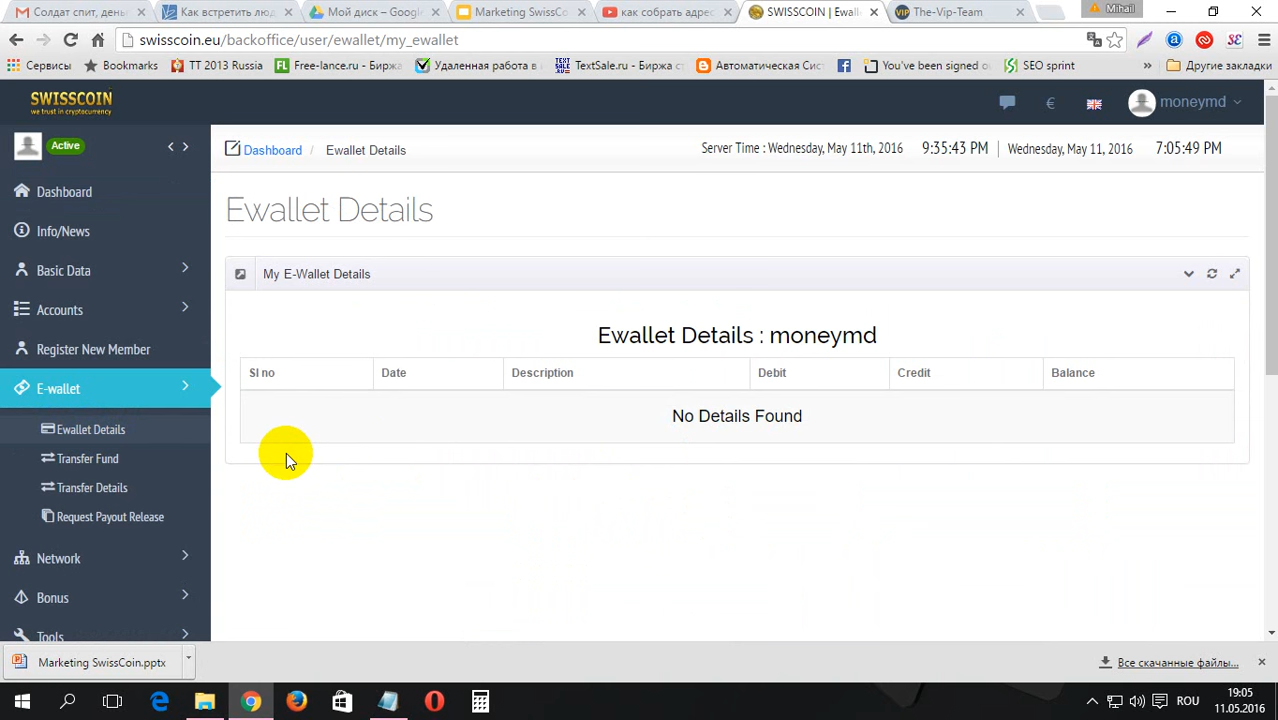 Солдат спит, день
Как встретить люд
Мой диск – Google
Marketing SwissCo
как собрать адрес
SWISSCOIN | Ewall
The-Vip-Team
Mihail
swisscoin.eu/backoffice/user/ewallet/my_ewallet
Сервисы
Bookmarks
TT 2013 Russia
Free-lance.ru - Биржа
Удаленная работа в
TextSale.ru - Биржа с
Автоматическая Сис
You've been signed o
SEO sprint
»
Другие закладки
SWISSCOIN
we trust in cryptocurrency
€
moneymd
Active
Dashboard / Ewallet Details
Server Time : Wednesday, May 11th, 2016 9:35:43 PM
Wednesday, May 11, 2016 7:05:49 PM
Dashboard
Info/News
Basic Data
Accounts
Register New Member
E-wallet
Ewallet Details
Transfer Fund
Transfer Details
Request Payout Release
Network
Bonus
Tools
Ewallet Details
My E-Wallet Details
Ewallet Details : moneymd
Sl no Date Description Debit Credit Balance
No Details Found
Marketing SwissCoin.pptx
Все скачанные файлы...
ROU
19:05
11.05.2016